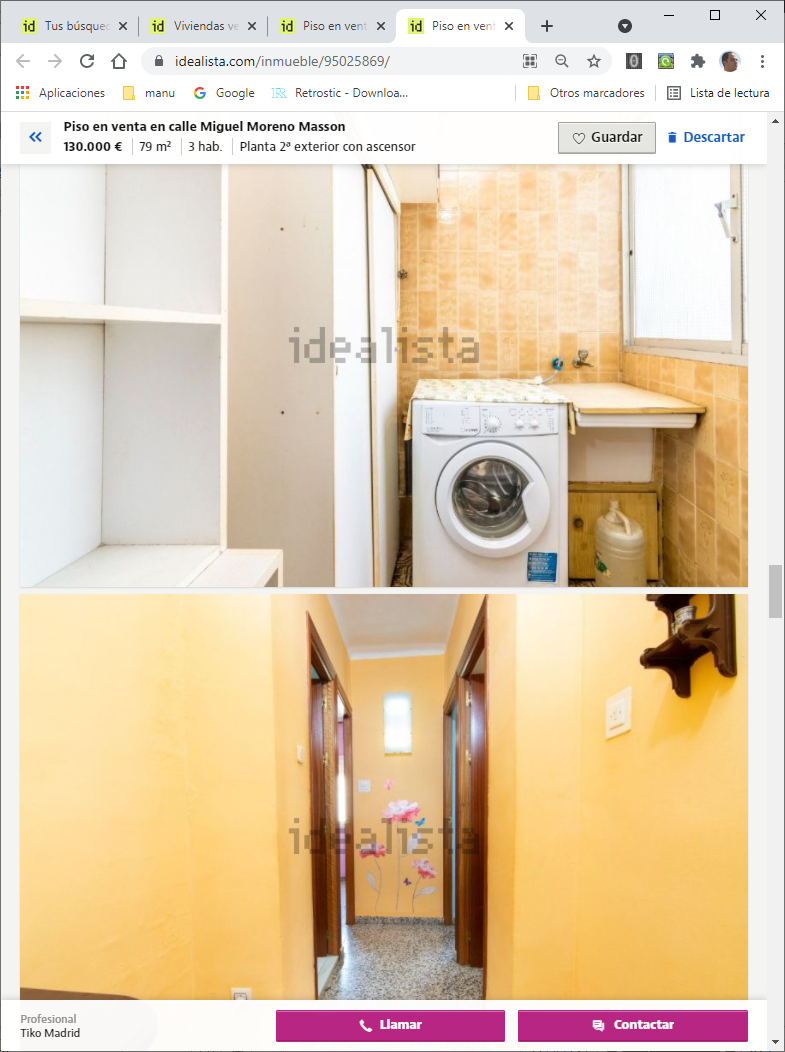 id Tus búsqued
id Viviendas ve
id Piso en vent
id Piso en vent
idealista.com/inmueble/95025869/
Aplicaciones manu Google Retrostic - Downloa... Otros marcadores Lista de lectura
Piso en venta en calle Miguel Moreno Masson
130.000 € 79 m² 3 hab. Planta 2ª exterior con ascensor
Guardar
Descartar
idealista
idealista
Profesional
Tiko Madrid
Llamar
Contactar